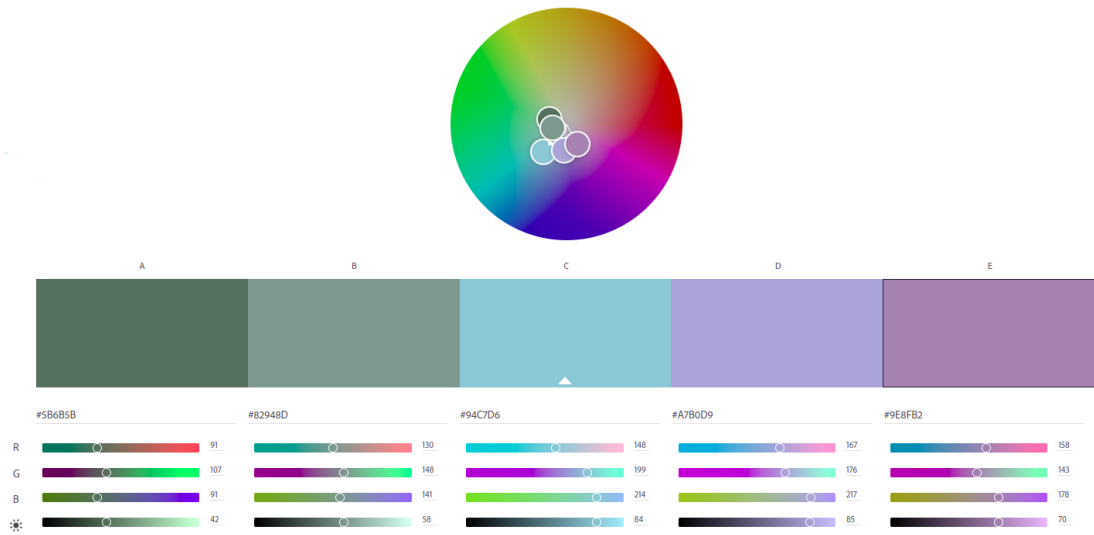 A B C D E
#5B6B5B #82948D #94C7D6 #A7B0D9 #9E8FB2
R 91 130 148 167 158
G 107 148 199 176 143
B 91 141 214 217 178
42 58 84 85 70